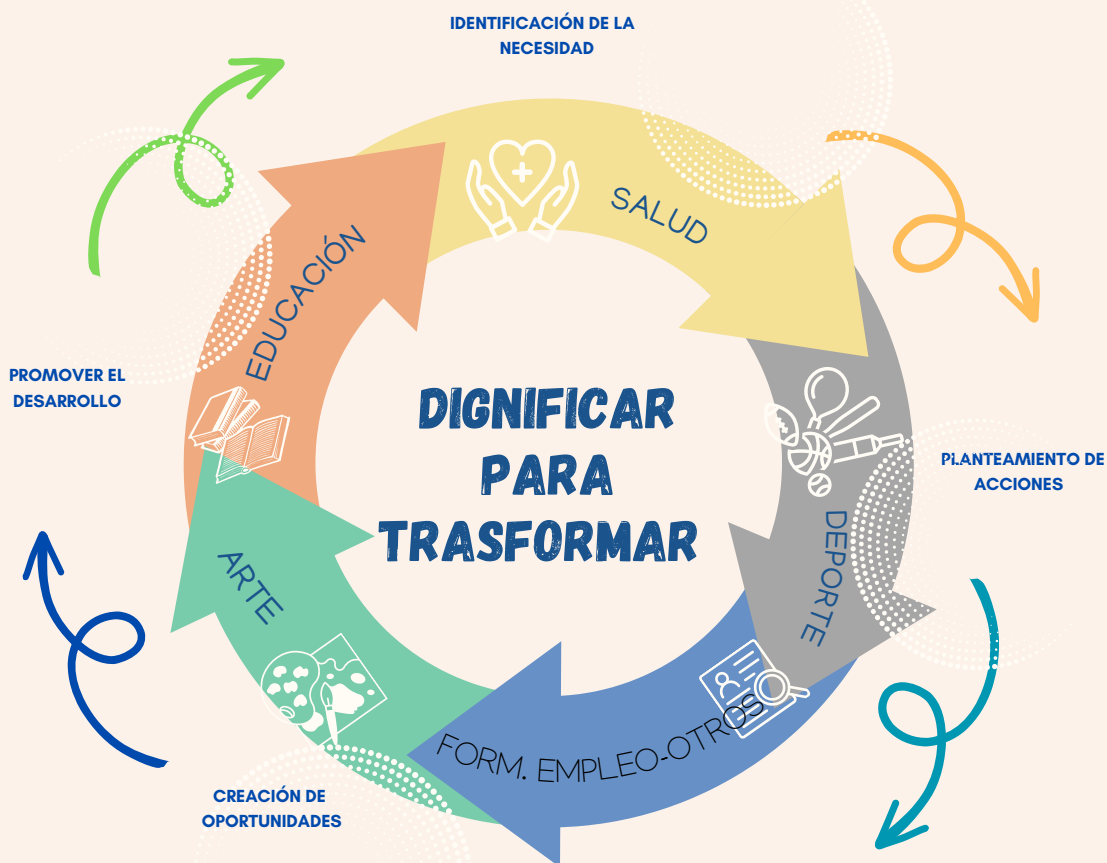 IDENTIFICACIÓN DE LA
NECESIDAD
SALUD
EDUCACIÓN
PROMOVER EL
DESARROLLO
DIGNIFICAR
PARA
TRASFORMAR
PLANTEAMIENTO DE
ACCIONES
DEPORTE
ARTE
FORM. EMPLEO-OTROS
CREACIÓN DE
OPORTUNIDADES